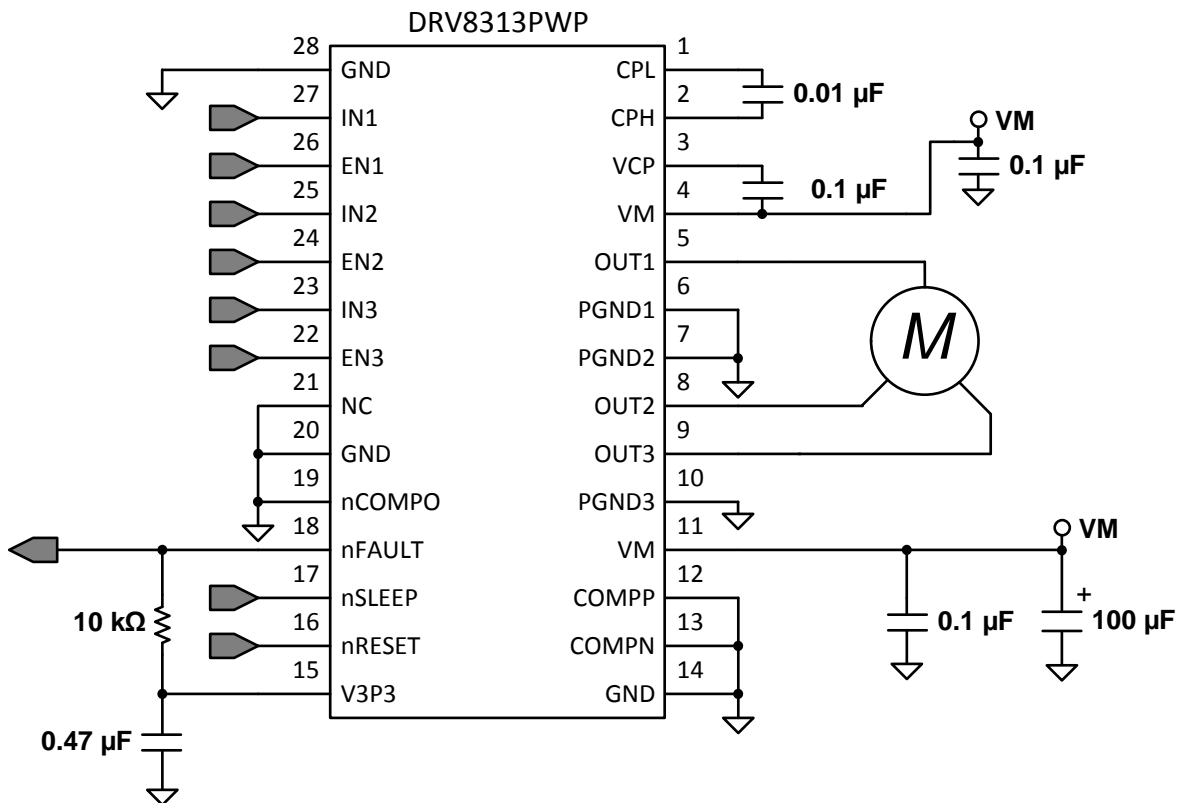 DRV8313PWP
28
GND
27
IN1
26
EN1
25
IN2
24
EN2
23
IN3
22
EN3
21
NC
20
GND
19
nCOMPO
18
nFAULT
17
nSLEEP
16
nRESET
15
V3P3
10 kΩ
0.47 µF
1
CPL
2
CPH
3
VCP
4
VM
5
OUT1
6
PGND1
7
PGND2
8
OUT2
9
OUT3
10
PGND3
11
VM
12
COMPP
13
COMPN
14
GND
0.01 µF
VM
0.1 µF
0.1 µF
M
VM
0.1 µF
+
100 µF